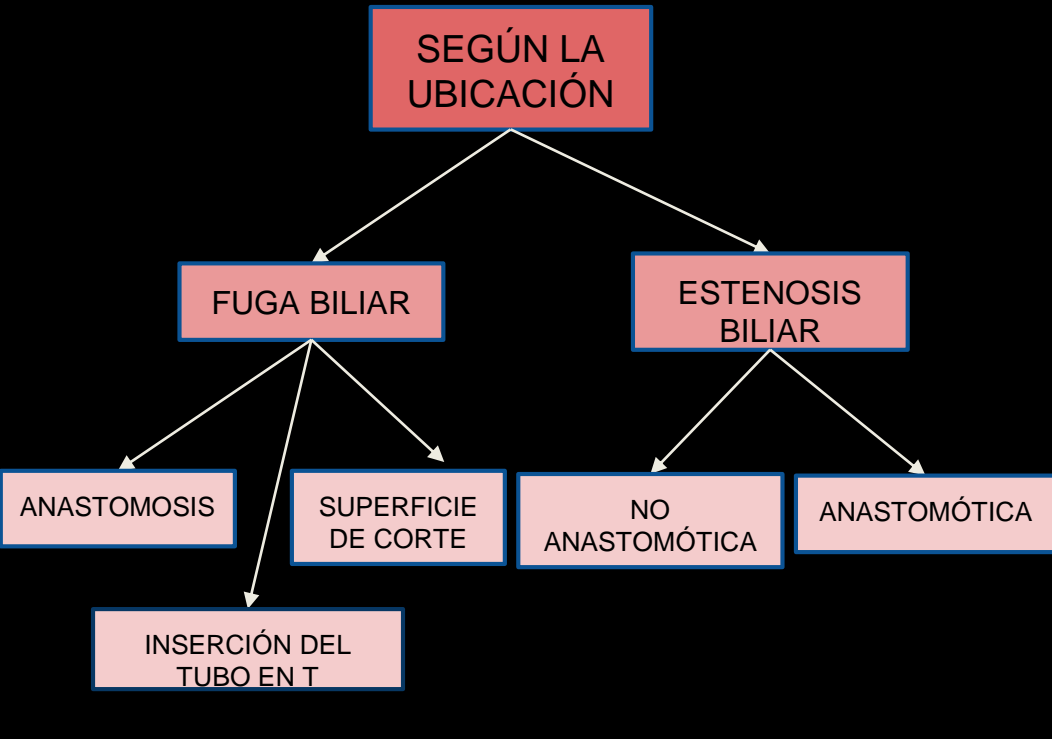 SEGÚN LA
UBICACIÓN
FUGA BILIAR
ESTENOSIS
BILIAR
ANASTOMOSIS
SUPERFICIE
DE CORTE
NO
ANASTOMÓTICA
ANASTOMÓTICA
INSERCIÓN DEL
TUBO EN T